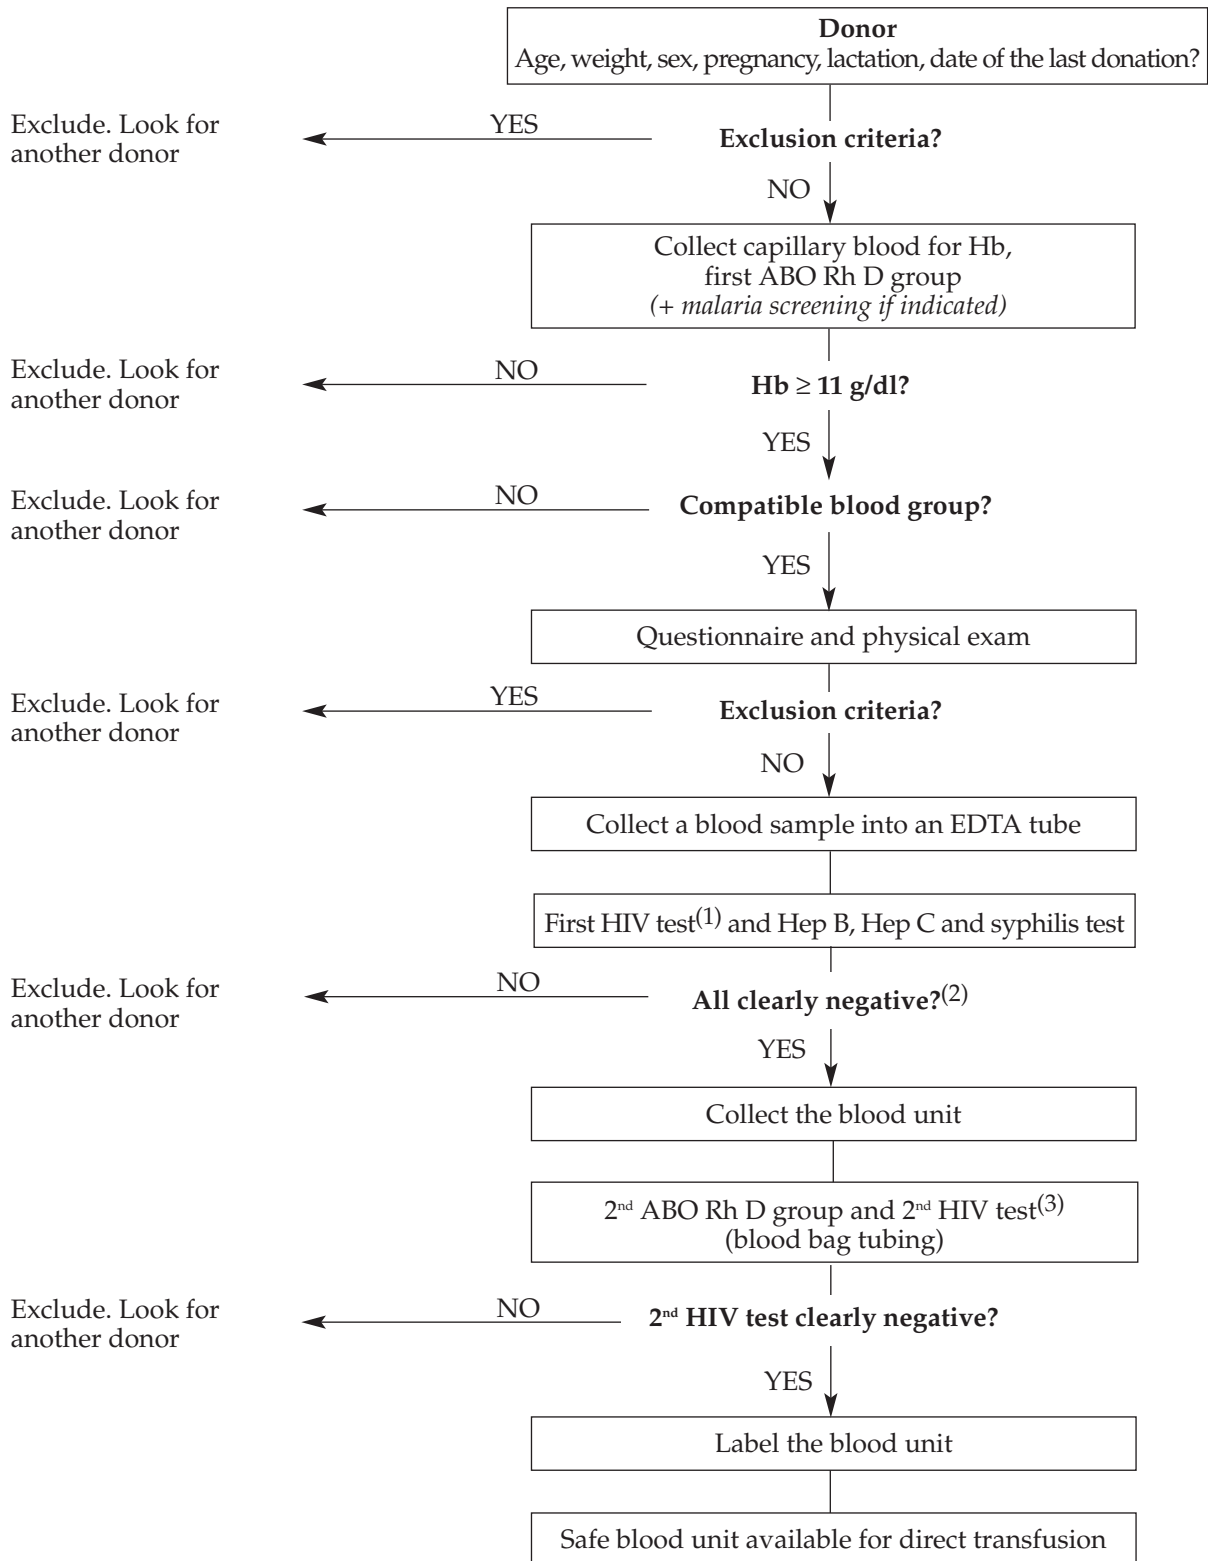 Donor
Age, weight, sex, pregnancy, lactation, date of the last donation?
Exclude. Look for
another donor
YES
Exclusion criteria?
NO
Collect capillary blood for Hb,
first ABO Rh D group
(+ malaria screening if indicated)
Exclude. Look for
another donor
NO
Hb ≥ 11 g/dl?
YES
Exclude. Look for
another donor
NO
Compatible blood group?
YES
Questionnaire and physical exam
Exclude. Look for
another donor
YES
Exclusion criteria?
NO
Collect a blood sample into an EDTA tube
First HIV test(1) and Hep B, Hep C and syphilis test
Exclude. Look for
another donor
NO
All clearly negative?(2)
YES
Collect the blood unit
2nd ABO Rh D group and 2nd HIV test(3)
(blood bag tubing)
Exclude. Look for
another donor
NO
2nd HIV test clearly negative?
YES
Label the blood unit
Safe blood unit available for direct transfusion